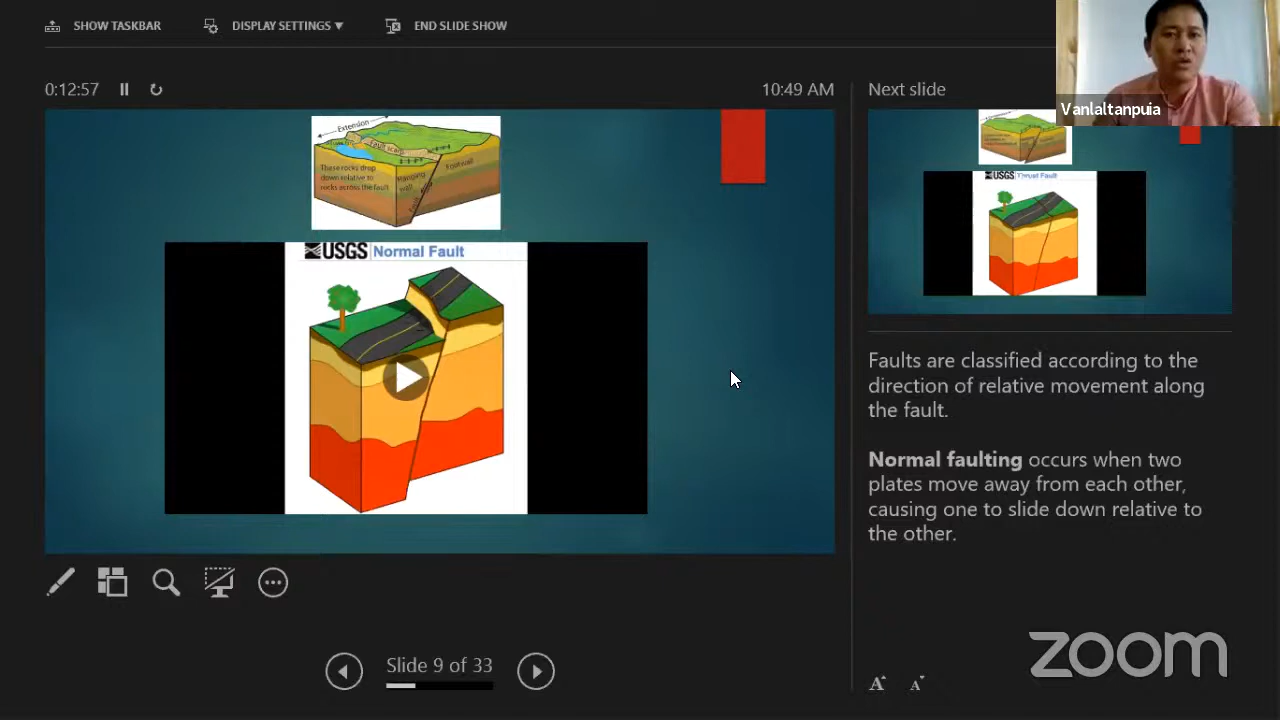 SHOW TASKBAR
DISPLAY SETTINGS ▼
END SLIDE SHOW
0:12:57
10:49 AM
Next slide
Vanlaltanpuia
Extension
Fault scarp
These rocks drop
down relative to
rocks across the fault
Hanging
wall
Footwall
USGS Normal Fault
USGS Thrust Fault
Faults are classified according to the
direction of relative movement along
the fault.
Normal faulting occurs when two
plates move away from each other,
causing one to slide down relative to
the other.
Slide 9 of 33
A A
zoom